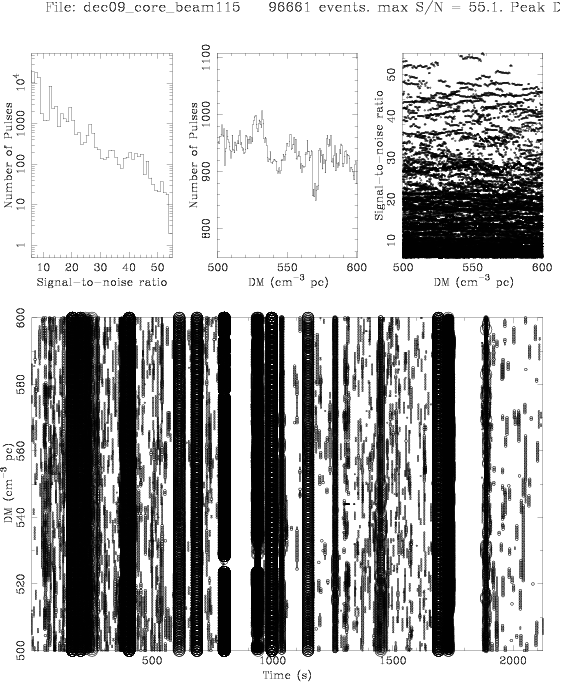 File: dec09_core_beam115 96661 events. max S/N = 55.1. Peak D
Number of Pulses
10⁴
1000
100
10
1
10 20 30 40 50
Signal-to-noise ratio
Number of Pulses
1100
1000
900
800
500 550 600
DM (cm⁻³ pc)
Signal-to-noise ratio
50
40
30
20
10
500 550 600
DM (cm⁻³ pc)
DM (cm⁻³ pc)
600
580
560
540
520
500
500 1000 1500 2000
Time (s)